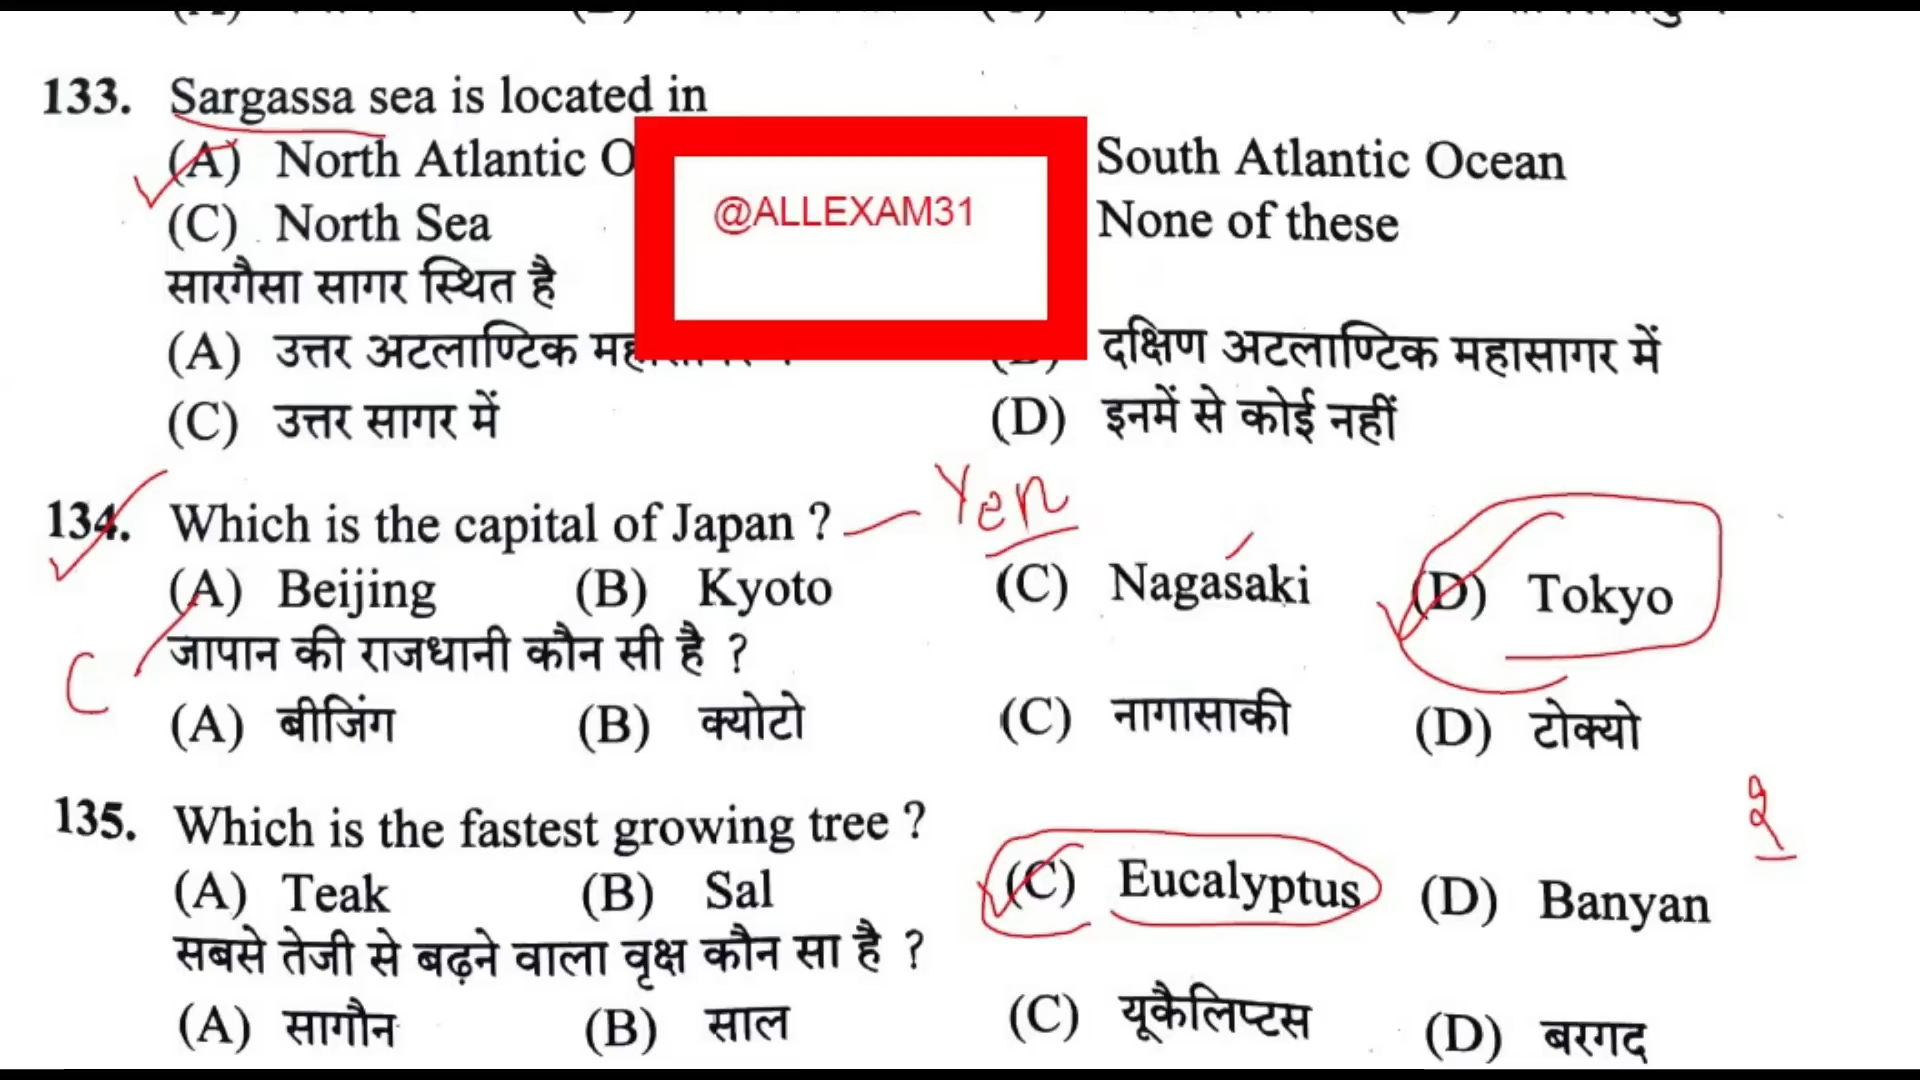 133. Sargassa sea is located in
(A) North Atlantic O
South Atlantic Ocean
@ALLEXAM31
(C) North Sea
None of these
सारगैसा सागर स्थित है
(A) उत्तर अटलाण्टिक
दक्षिण अटलाण्टिक महासागर में
(C) उत्तर सागर में (D) इनमें से कोई नहीं
134. Which is the capital of Japan ? Yen
(A) Beijing (B) Kyoto (C) Nagasaki (D) Tokyo
जापान की राजधानी कौन सी है ?
C
(A) बीजिंग (B) क्योटो (C) नागासाकी (D) टोक्यो
135. Which is the fastest growing tree ?
(A) Teak (B) Sal (C) Eucalyptus (D) Banyan
सबसे तेजी से बढ़ने वाला वृक्ष कौन सा है ?
(A) सागौन (B) साल (C) यूकैलिप्टस (D) बरगद